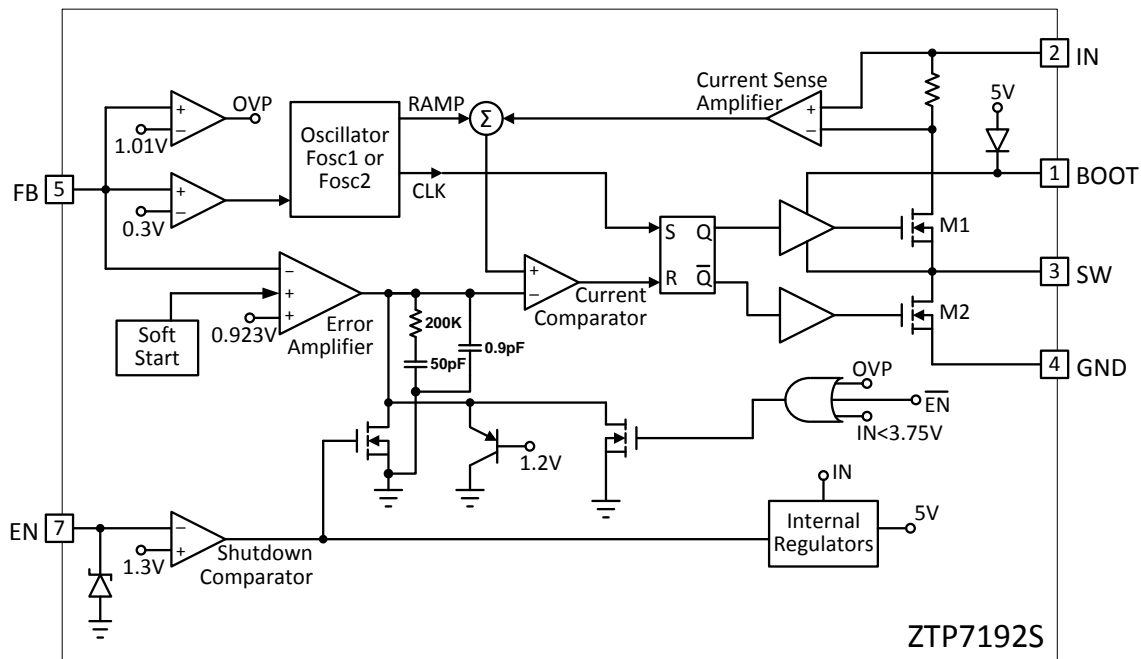 2 IN
Current Sense
Amplifier
+
−
5V
OVP
+
−
1.01V
Oscillator
Fosc1 or
Fosc2
RAMP
Σ
CLK
1 BOOT
FB 5
+
−
0.3V
M1
S Q
R Q̅
3 SW
−
+
+
Error
Amplifier
0.923V
Soft
Start
+
−
Current
Comparator
200K
50pF
0.9pF
M2
4 GND
OVP
E̅N̅
IN<3.75V
1.2V
IN
Internal
Regulators
5V
EN 7
−
+
1.3V
Shutdown
Comparator
ZTP7192S